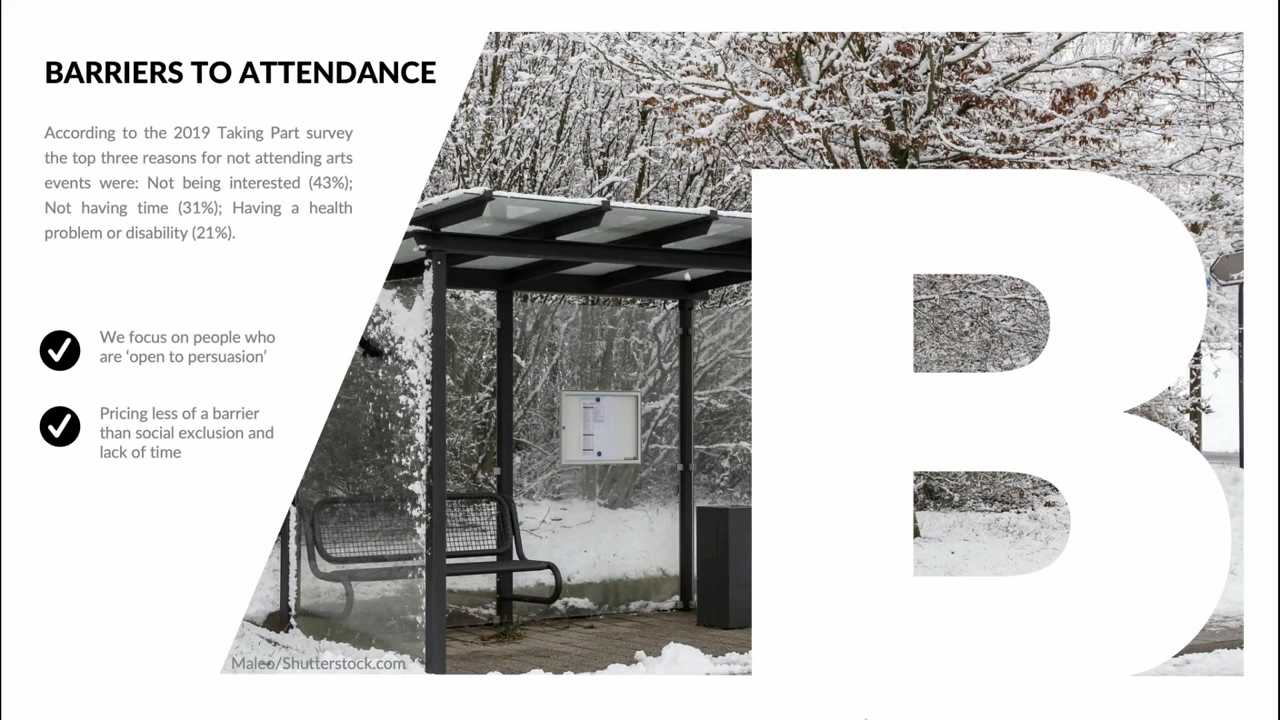 BARRIERS TO ATTENDANCE
According to the 2019 Taking Part survey
the top three reasons for not attending arts
events were: Not being interested (43%);
Not having time (31%); Having a health
problem or disability (21%).
We focus on people who
are ‘open to persuasion’
Pricing less of a barrier
than social exclusion and
lack of time
B
Maleo/Shutterstock.com